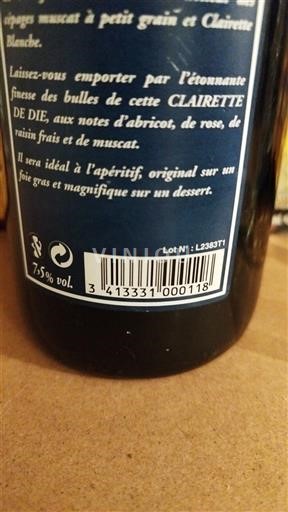 cépages muscat à petit grain et Clairette
Blanche.
Laissez-vous emporter par l'étonnante
finesse des bulles de cette CLAIRETTE
DE DIE, aux notes d'abricot, de rose, de
raisin frais et de muscat.
Il sera idéal à l'apéritif, original sur un
foie gras et magnifique sur un dessert.
Lot N° : L2383T1
7,5% vol.
3 413331 000118